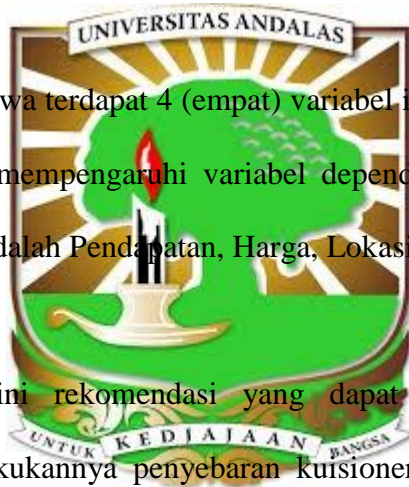 UNIVERSITAS ANDALAS
wa terdapat 4 (empat) variabel i
mempengaruhi variabel depend
dalah Pendapatan, Harga, Lokasi
ini rekomendasi yang dapat
UNTUK KEDJAJAAN BANGSA
kukannya penyebaran kuisioner